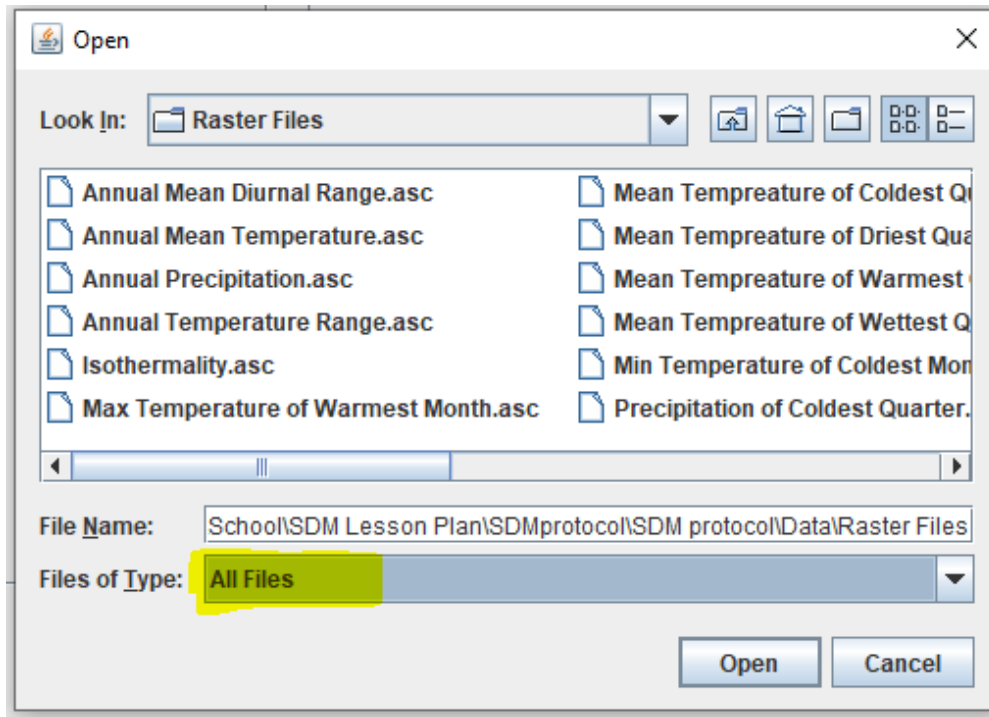 Open
Look In: Raster Files
Annual Mean Diurnal Range.asc
Annual Mean Temperature.asc
Annual Precipitation.asc
Annual Temperature Range.asc
Isothermality.asc
Max Temperature of Warmest Month.asc
Mean Tempreature of Coldest
Mean Tempreature of Driest
Mean Tempreature of Warmest
Mean Tempreature of Wettest
Min Temperature of Coldest
Precipitation of Coldest Quarter.
File Name: School\SDM Lesson Plan\SDMprotocol\SDM protocol\Data\Raster Files
Files of Type: All Files
Open Cancel